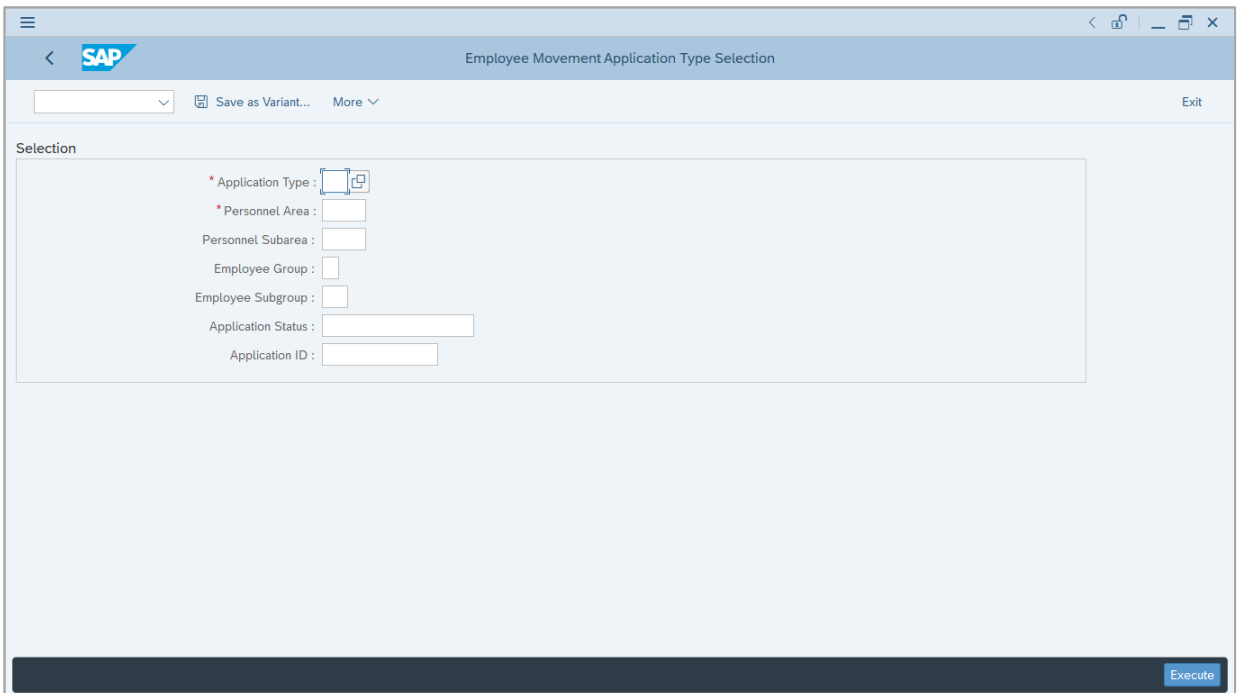 SAP
Employee Movement Application Type Selection
Save as Variant... More Exit
Selection
* Application Type :
* Personnel Area :
Personnel Subarea :
Employee Group :
Employee Subgroup :
Application Status :
Application ID :
Execute